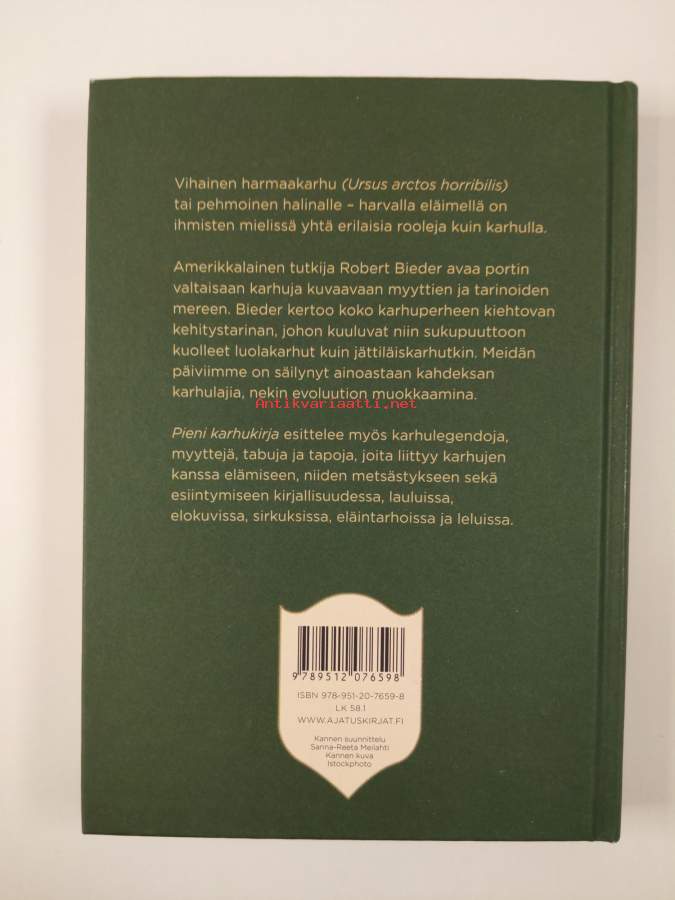 Vihainen harmaakarhu (Ursus arctos horribilis)
tai pehmoinen halinalle – harvalla eläimellä on
ihmisten mielissä yhtä erilaisia rooleja kuin karhulla.
Amerikkalainen tutkija Robert Bieder avaa portin
valtaisaan karhuja kuvaavaan myyttien ja tarinoiden
mereen. Bieder kertoo koko karhuperheen kiehtovan
kehitystarinan, johon kuuluvat niin sukupuuttoon
kuolleet luolakarhut kuin jättiläiskarhutkin. Meidän
päiviimme on säilynyt ainoastaan kahdeksan
karhulajia, nekin evoluution muokkaamina.
Antikvariaatti.net
Pieni karhukirja esittelee myös karhulegendoja,
myyttejä, tabuja ja tapoja, joita liittyy karhujen
kanssa elämiseen, niiden metsästykseen sekä
esiintymiseen kirjallisuudessa, lauluissa,
elokuvissa, sirkuksissa, eläintarhoissa ja leluissa.
9 789512 076598
ISBN 978-951-20-7659-8
LK 58.1
WWW.AJATUSKIRJAT.FI
Kannen suunnittelu
Sanna-Reeta Meilahti
Kannen kuva
Istockphoto